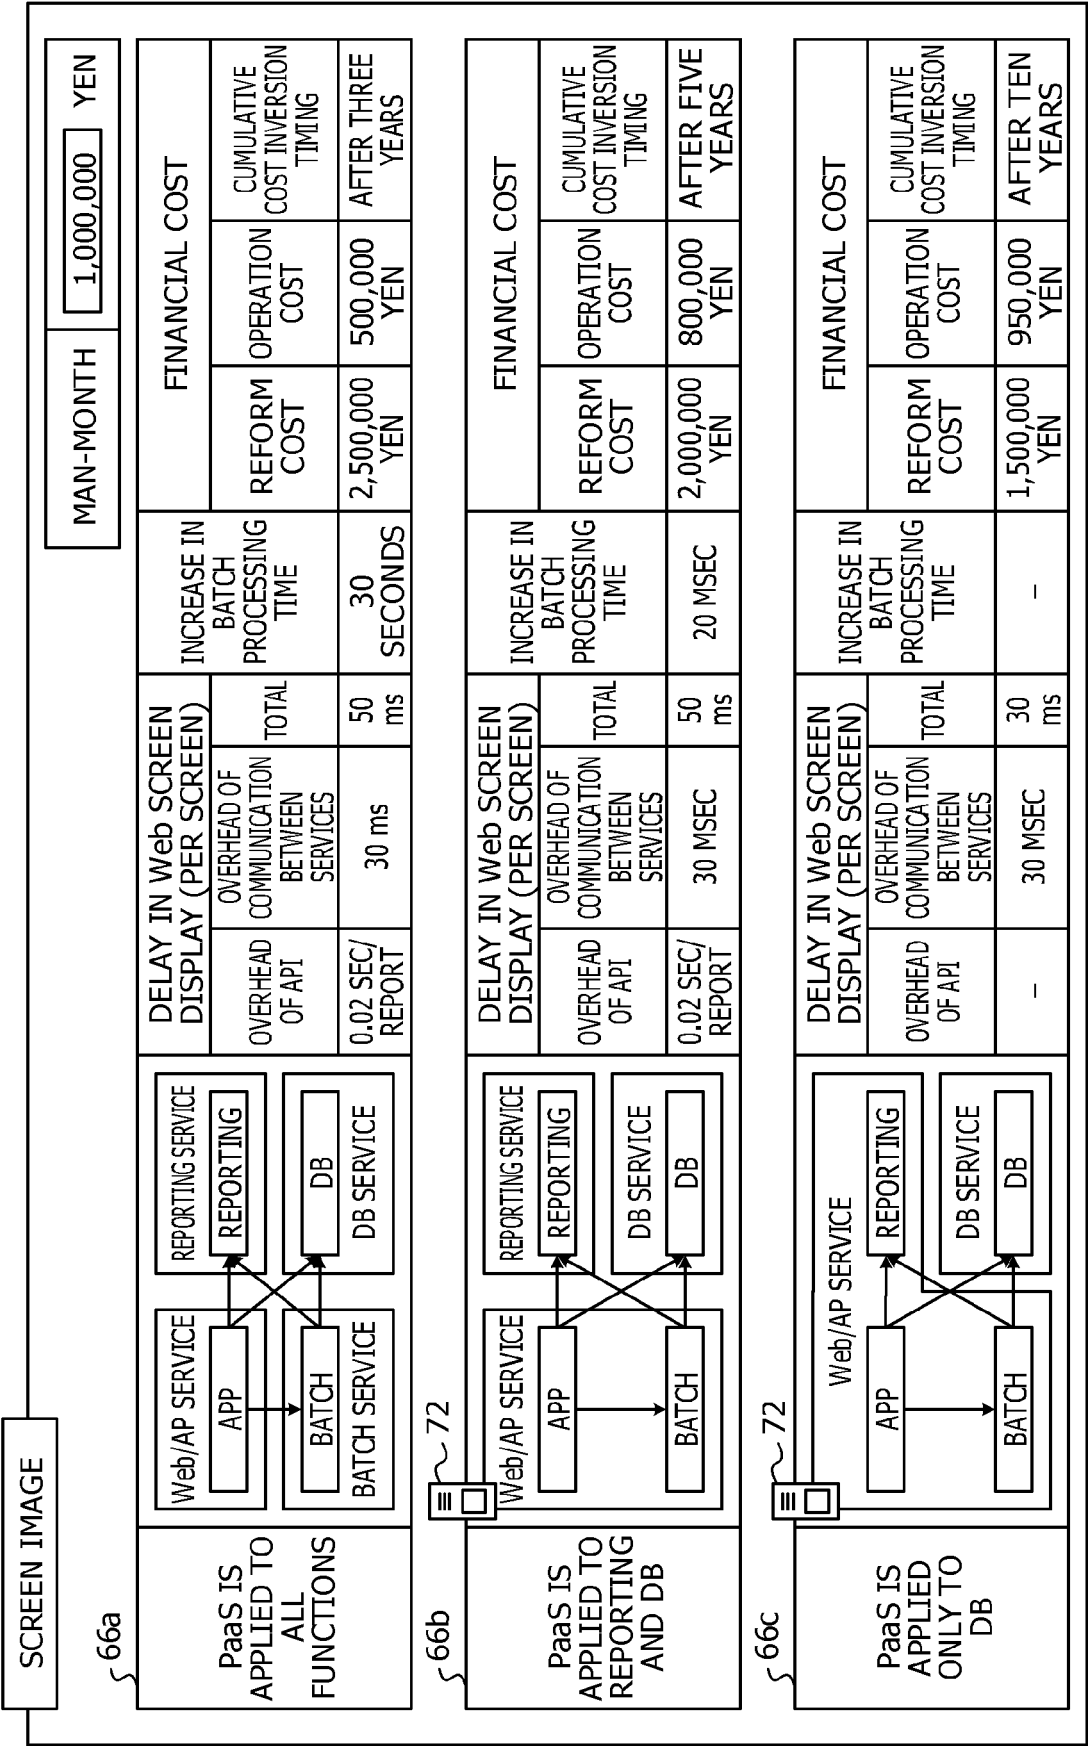 SCREEN IMAGE
MAN-MONTH
1,000,000
YEN
66a
PaaS IS
APPLIED TO
ALL
FUNCTIONS
Web/AP SERVICE
APP
BATCH
BATCH SERVICE
REPORTING SERVICE
REPORTING
DB
DB SERVICE
DELAY IN Web SCREEN
DISPLAY (PER SCREEN)
OVERHEAD
OF API
OVERHEAD OF
COMMUNICATION
BETWEEN
SERVICES
TOTAL
0.02 SEC/
REPORT
30 ms
50
ms
INCREASE IN
BATCH
PROCESSING
TIME
30
SECONDS
FINANCIAL COST
REFORM
COST
OPERATION
COST
CUMULATIVE
COST INVERSION
TIMING
2,500,000
YEN
500,000
YEN
AFTER THREE
YEARS
66b
72
PaaS IS
APPLIED TO
REPORTING
AND DB
Web/AP SERVICE
APP
BATCH
REPORTING SERVICE
REPORTING
DB SERVICE
DB
DELAY IN Web SCREEN
DISPLAY (PER SCREEN)
OVERHEAD
OF API
OVERHEAD OF
COMMUNICATION
BETWEEN
SERVICES
TOTAL
0.02 SEC/
REPORT
30 MSEC
50
ms
INCREASE IN
BATCH
PROCESSING
TIME
20 MSEC
FINANCIAL COST
REFORM
COST
OPERATION
COST
CUMULATIVE
COST INVERSION
TIMING
2,000,000
YEN
800,000
YEN
AFTER FIVE
YEARS
66c
72
PaaS IS
APPLIED
ONLY TO
DB
Web/AP SERVICE
APP
BATCH
REPORTING
DB SERVICE
DB
DELAY IN Web SCREEN
DISPLAY (PER SCREEN)
OVERHEAD
OF API
OVERHEAD OF
COMMUNICATION
BETWEEN
SERVICES
TOTAL
–
30 MSEC
30
ms
INCREASE IN
BATCH
PROCESSING
TIME
–
FINANCIAL COST
REFORM
COST
OPERATION
COST
CUMULATIVE
COST INVERSION
TIMING
1,500,000
YEN
950,000
YEN
AFTER TEN
YEARS